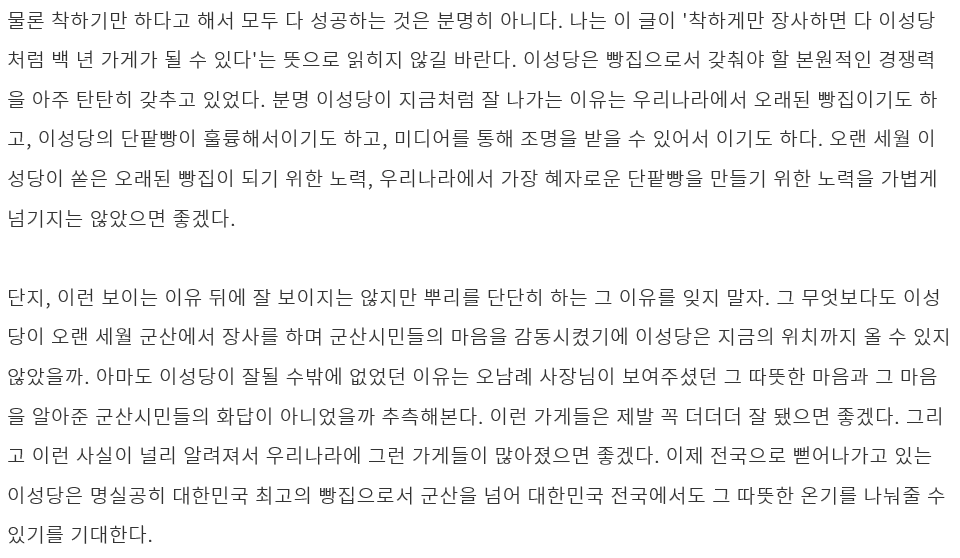 물론 착하기만 하다고 해서 모두 다 성공하는 것은 분명히 아니다. 나는 이 글이 '착하게만 장사하면 다 이성당
처럼 백 년 가게가 될 수 있다'는 뜻으로 읽히지 않길 바란다. 이성당은 빵집으로서 갖춰야 할 본원적인 경쟁력
을 아주 탄탄히 갖추고 있었다. 분명 이성당이 지금처럼 잘 나가는 이유는 우리나라에서 오래된 빵집이기도 하
고, 이성당의 단팥빵이 훌륭해서이기도 하고, 미디어를 통해 조명을 받을 수 있어서 이기도 하다. 오랜 세월 이
성당이 쏟은 오래된 빵집이 되기 위한 노력, 우리나라에서 가장 혜자로운 단팥빵을 만들기 위한 노력을 가볍게
넘기지는 않았으면 좋겠다.
단지, 이런 보이는 이유 뒤에 잘 보이지는 않지만 뿌리를 단단히 하는 그 이유를 잊지 말자. 그 무엇보다도 이성
당이 오랜 세월 군산에서 장사를 하며 군산시민들의 마음을 감동시켰기에 이성당은 지금의 위치까지 올 수 있지
않았을까. 아마도 이성당이 잘될 수밖에 없었던 이유는 오남례 사장님이 보여주셨던 그 따뜻한 마음과 그 마음
을 알아준 군산시민들의 화답이 아니었을까 추측해본다. 이런 가게들은 제발 꼭 더더더 잘 됐으면 좋겠다. 그리
고 이런 사실이 널리 알려져서 우리나라에 그런 가게들이 많아졌으면 좋겠다. 이제 전국으로 뻗어나가고 있는
이성당은 명실공히 대한민국 최고의 빵집으로서 군산을 넘어 대한민국 전국에서도 그 따뜻한 온기를 나눠줄 수
있기를 기대한다.